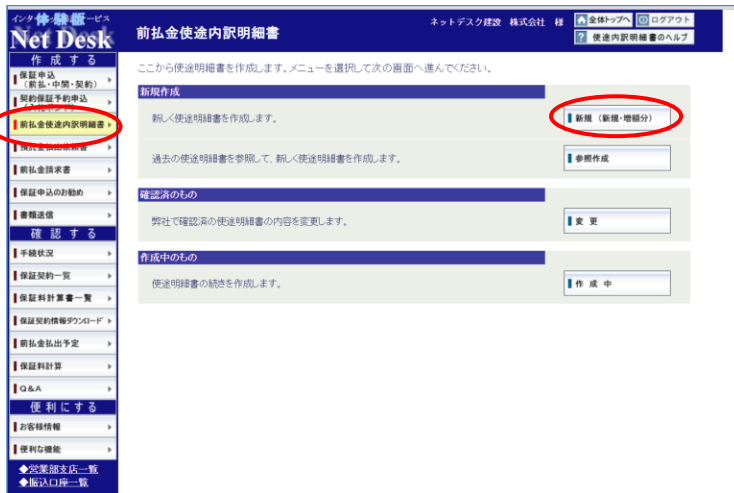 インタ体験版ービス
Net Desk
前払金使途内訳明細書
ネットデスク建設 株式会社 様
全体トップへ
ログアウト
? 使途内訳明細書のヘルプ
作成する
保証申込
(前払・中間・契約)
契約保証予約申込
前払金使途内訳明細書
前払金請求書
保証申込のお勧め
書類送信
確認する
手続状況
保証契約一覧
保証料計算書一覧
保証契約情報ダウンロード
前払金払出予定
保証料計算
Q&A
便利にする
お客様情報
便利な機能
◆営業部支店一覧
◆振込口座一覧
ここから使途明細書を作成します。メニューを選択して次の画面へ進んでください。
新規作成
新しく使途明細書を作成します。
新規（新規・増額分）
過去の使途明細書を参照して、新しく使途明細書を作成します。
参照作成
確認済のもの
弊社で確認済の使途明細書の内容を変更します。
変 更
作成中のもの
使途明細書の続きを作成します。
作 成 中